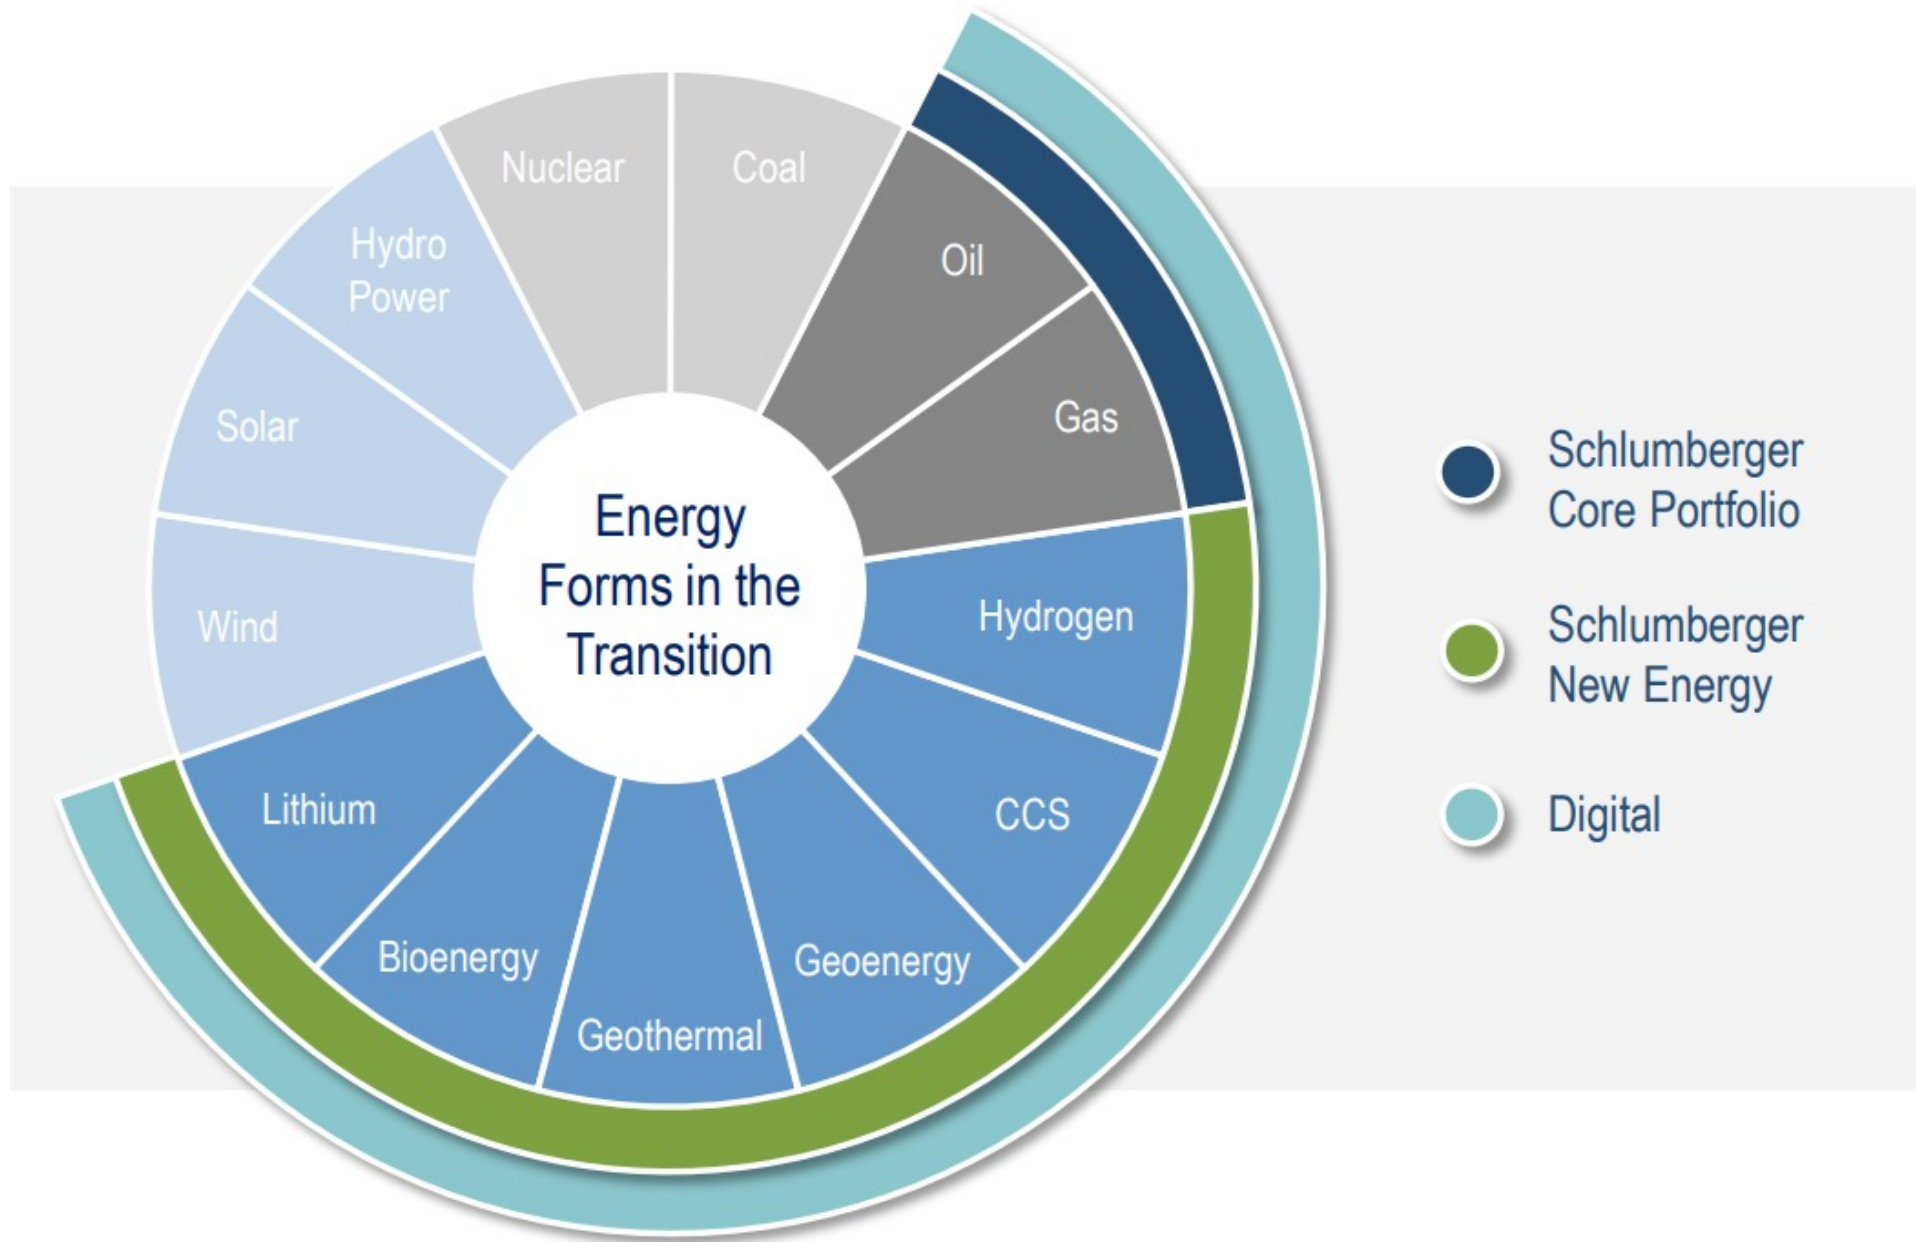 Nuclear
Coal
Hydro
Power
Oil
Solar
Gas
Energy
Forms in the
Transition
Wind
Hydrogen
Lithium
CCS
Bioenergy
Geoenergy
Geothermal
Schlumberger
Core Portfolio
Schlumberger
New Energy
Digital